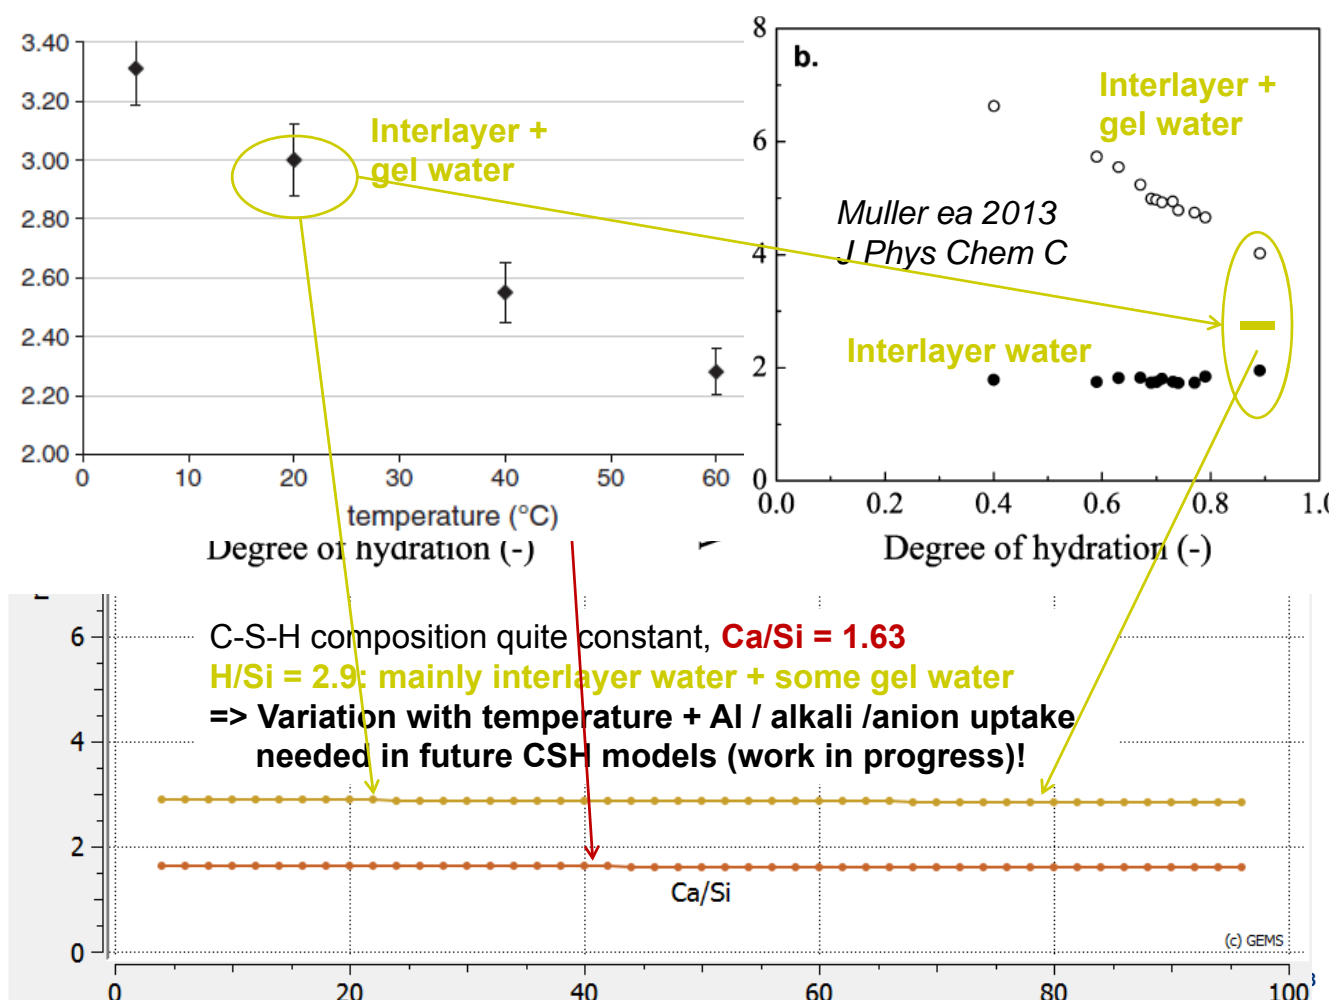 3.40
3.20
3.00
2.80
2.60
2.40
2.20
2.00
0
10
20
30
40
50
60
temperature (°C)
Interlayer +
gel water
8
6
4
2
0
b.
Interlayer +
gel water
Muller ea 2013
J Phys Chem C
Interlayer water
0.0
0.2
0.4
0.6
0.8
Degree of hydration (-)
Degree of hydration (-)
C-S-H composition quite constant, Ca/Si = 1.63
H/Si = 2.9: mainly interlayer water + some gel water
=> Variation with temperature + Al / alkali /anion uptake
needed in future CSH models (work in progress)!
6
4
2
0
Ca/Si
(c) GEMS
0
20
40
60
80
100